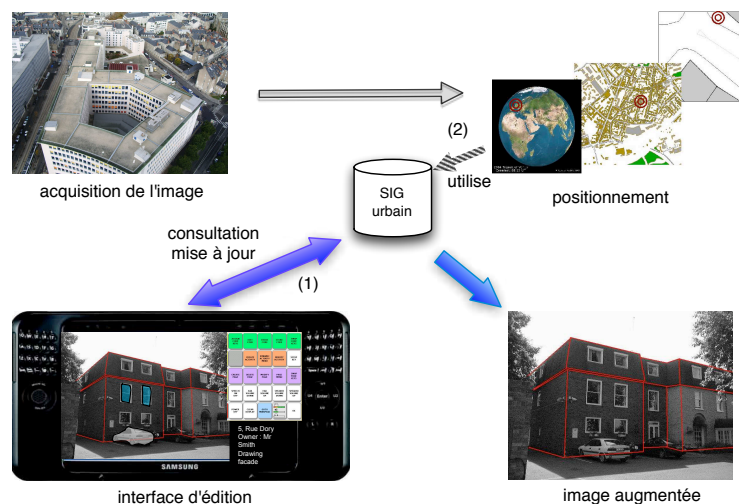 acquisition de l'image
(2)
utilise
positionnement
SIG
urbain
consultation
mise à jour
(1)
5, Rue Dory
Owner : Mr
Smith
Drawing
facade
SAMSUNG
interface d'édition
image augmentée